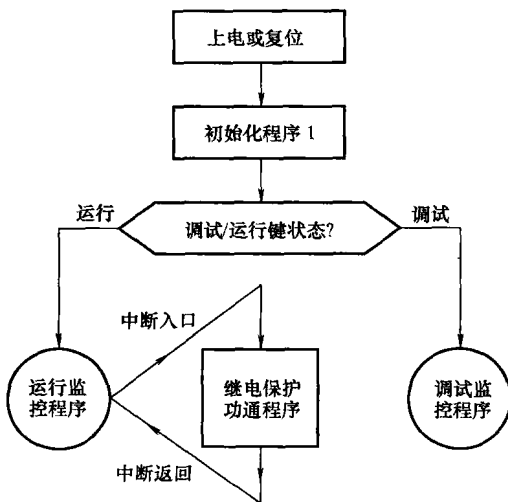 上电或复位
初始化程序 1
运行
调试/运行键状态?
调试
中断入口
运行监
控程序
继电保护
功通程序
调试监
控程序
中断返回